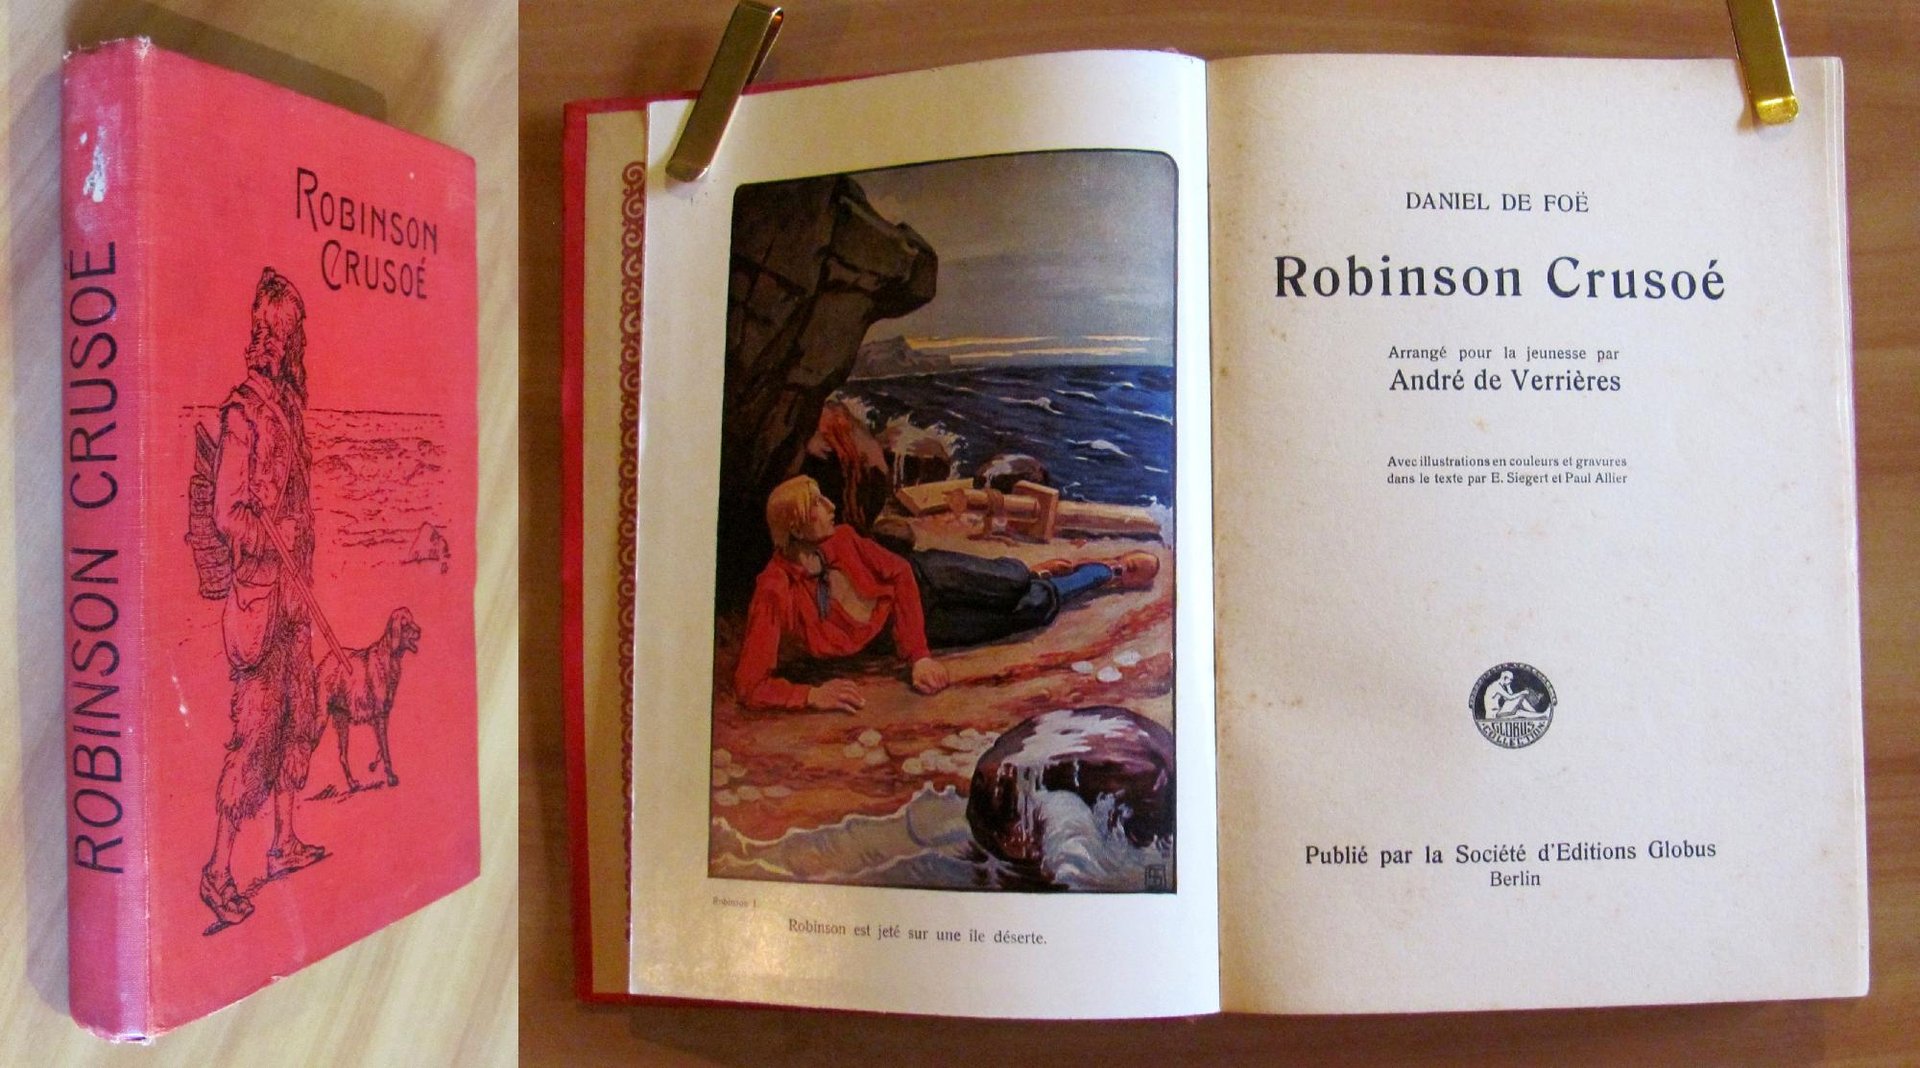 ROBINSON CRUSOÉ
ROBINSON
CRUSOÉ
Robinson I.
Robinson est jeté sur une île déserte.
DANIEL DE FOË
Robinson Crusoé
Arrangé pour la jeunesse par
André de Verrières
Avec illustrations en couleurs et gravures
dans le texte par E. Siegert et Paul Allier
GLOBUS
COLLECTION
Publié par la Société d'Editions Globus
Berlin